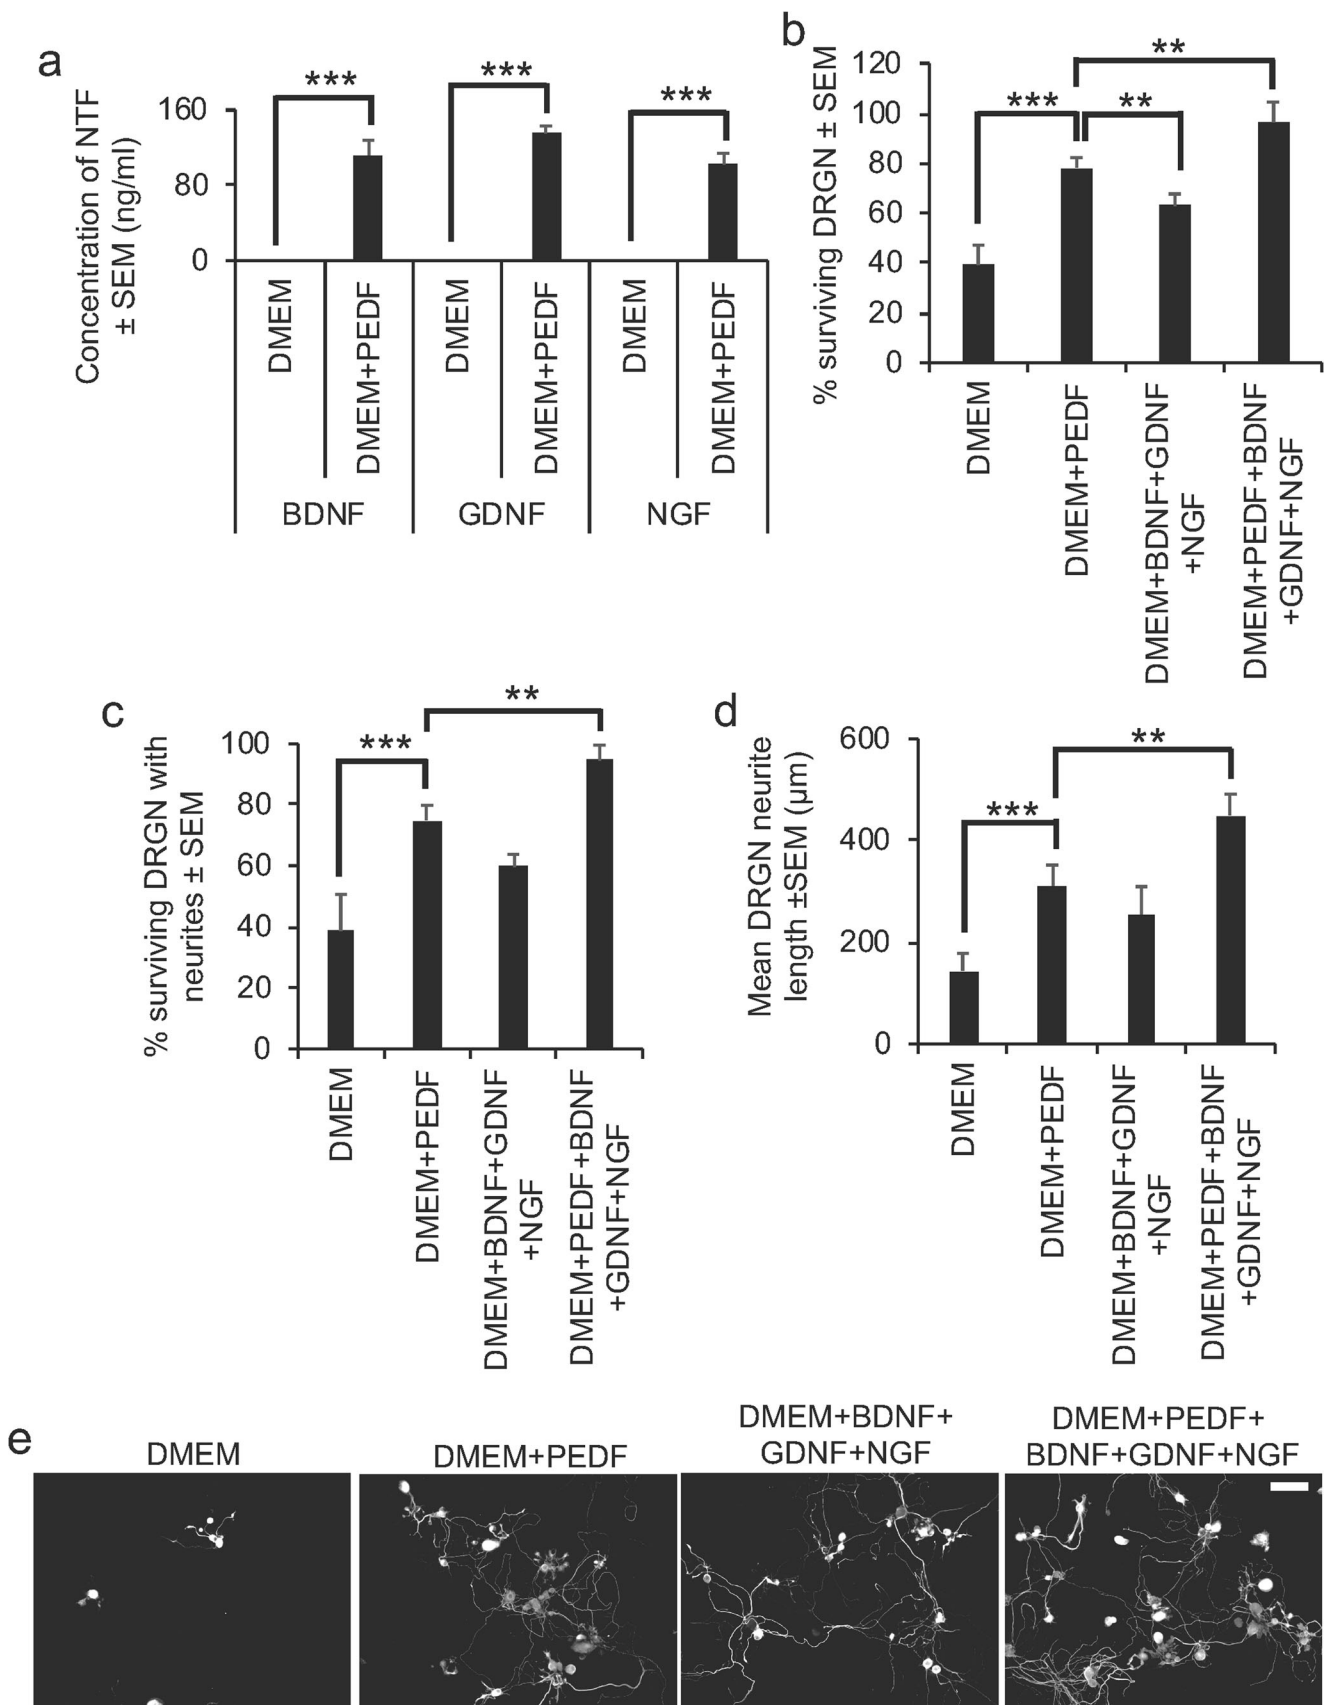 a
Concentration of NTF
± SEM (ng/ml)
160
80
0
***
***
***
DMEM
DMEM+PEDF
DMEM
DMEM+PEDF
DMEM
DMEM+PEDF
BDNF
GDNF
NGF
b
% surviving DRGN ± SEM
120
100
80
60
40
20
0
**
***
**
DMEM
DMEM+PEDF
DMEM+BDNF+GDNF
+NGF
DMEM+PEDF+BDNF
+GDNF+NGF
c
% surviving DRGN with
neurites ± SEM
100
80
60
40
20
0
**
***
DMEM
DMEM+PEDF
DMEM+BDNF+GDNF
+NGF
DMEM+PEDF+BDNF
+GDNF+NGF
d
Mean DRGN neurite
length ±SEM (µm)
600
400
200
0
**
***
DMEM
DMEM+PEDF
DMEM+BDNF+GDNF
+NGF
DMEM+PEDF+BDNF
+GDNF+NGF
e
DMEM
DMEM+PEDF
DMEM+BDNF+
GDNF+NGF
DMEM+PEDF+
BDNF+GDNF+NGF